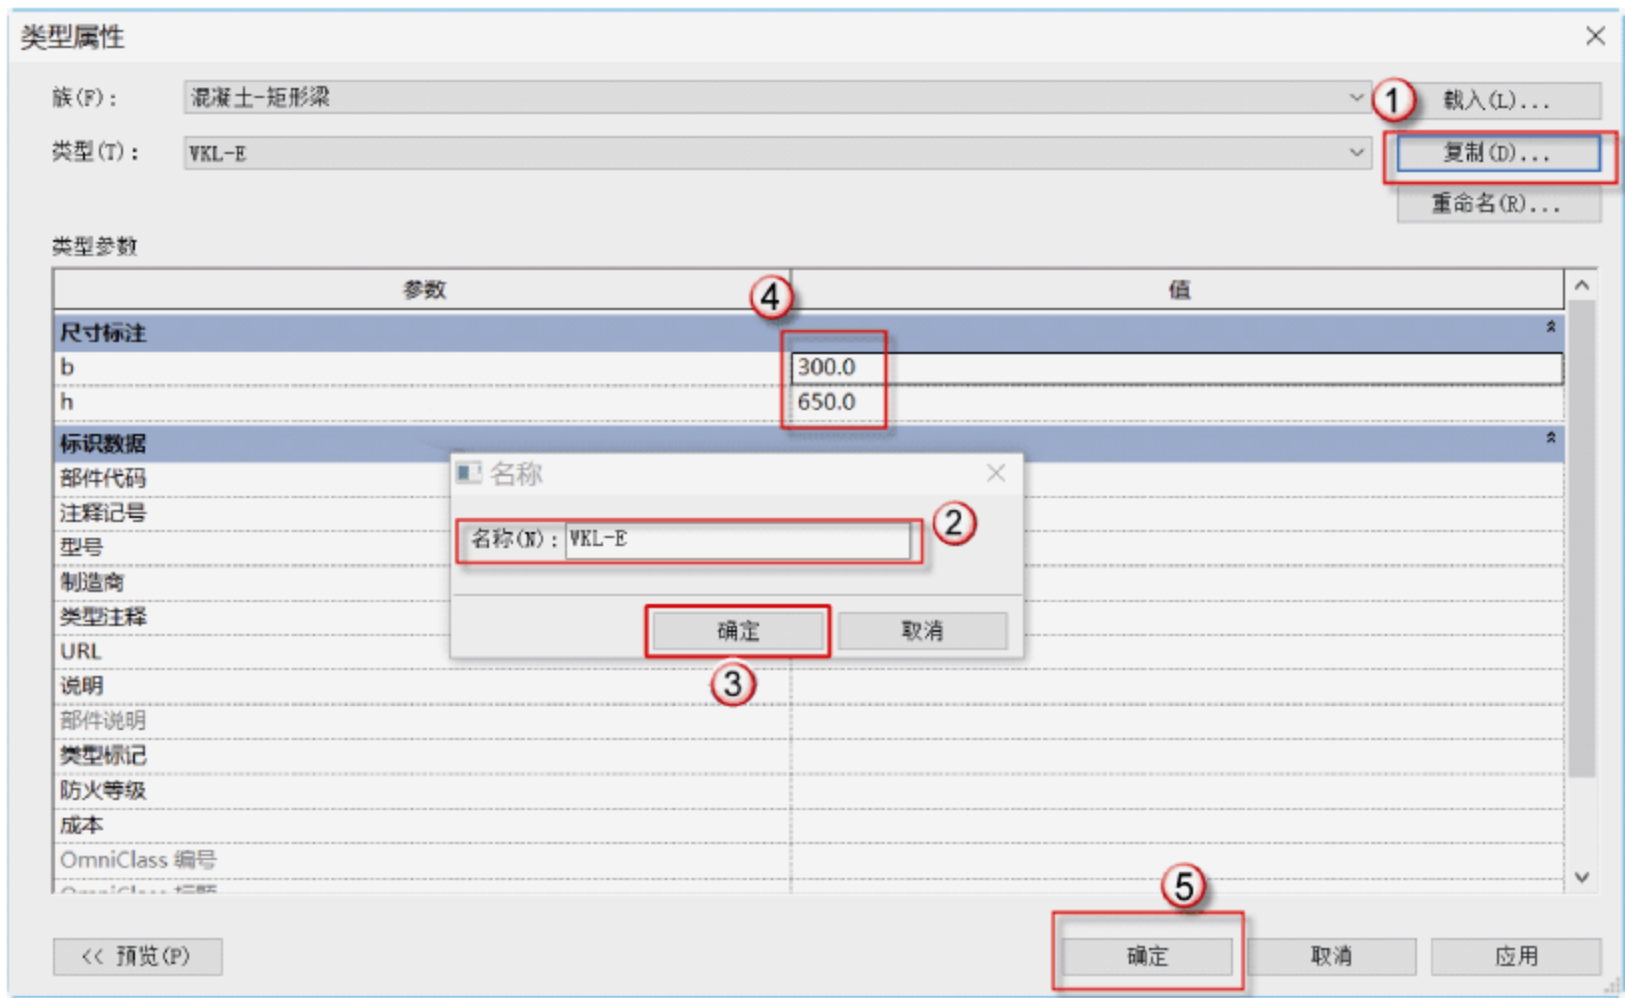 类型属性
族(F): 混凝土-矩形梁 ① 载入(L)...
类型(T): WKL-E 复制(D)...
重命名(R)...
类型参数
参数 ④ 值
尺寸标注
b 300.0
h 650.0
标识数据
部件代码
注释记号
型号
制造商
类型注释
URL
说明
部件说明
类型标记
防火等级
成本
OmniClass 编号
OmniClass 标题
名称
名称(N): WKL-E ②
确定 取消
③
⑤
<< 预览(P) 确定 取消 应用